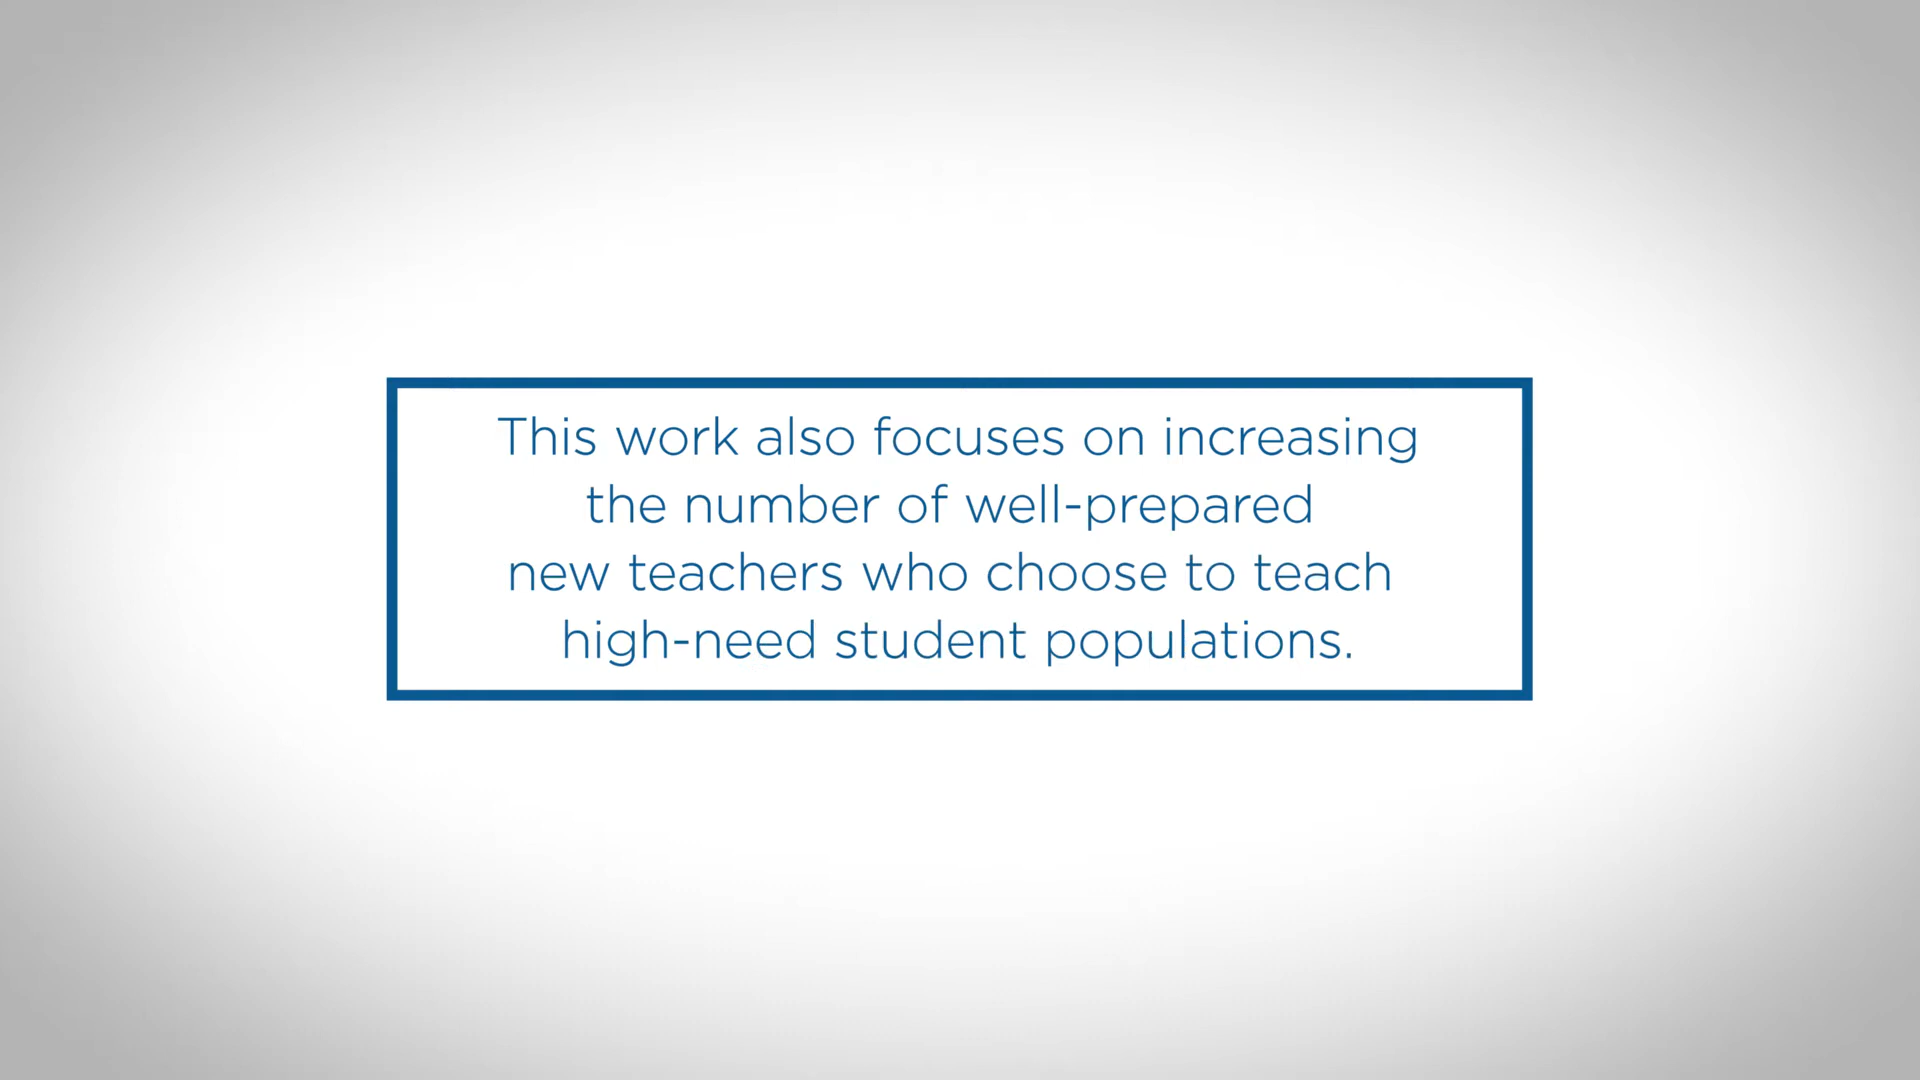 This work also focuses on increasing
the number of well-prepared
new teachers who choose to teach
high-need student populations.